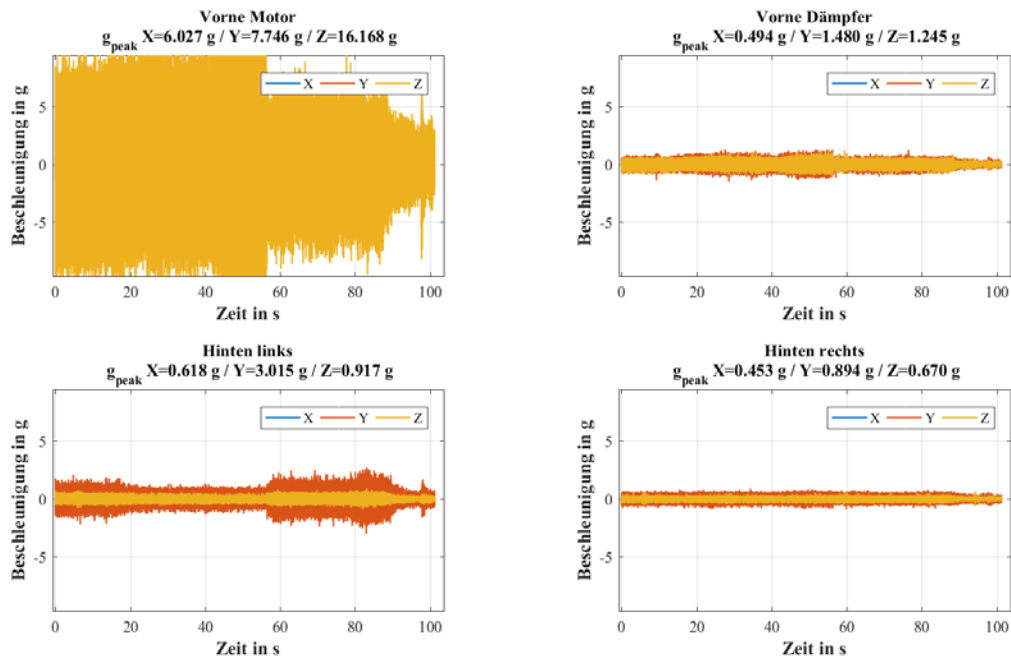 Vorne Motor
g_peak X=6.027 g / Y=7.746 g / Z=16.168 g
X Y Z
5
0
-5
Beschleunigung in g
0 20 40 60 80 100
Zeit in s
Vorne Dämpfer
g_peak X=0.494 g / Y=1.480 g / Z=1.245 g
X Y Z
5
0
-5
Beschleunigung in g
0 20 40 60 80 100
Zeit in s
Hinten links
g_peak X=0.618 g / Y=3.015 g / Z=0.917 g
X Y Z
5
0
-5
Beschleunigung in g
0 20 40 60 80 100
Zeit in s
Hinten rechts
g_peak X=0.453 g / Y=0.894 g / Z=0.670 g
X Y Z
5
0
-5
Beschleunigung in g
0 20 40 60 80 100
Zeit in s